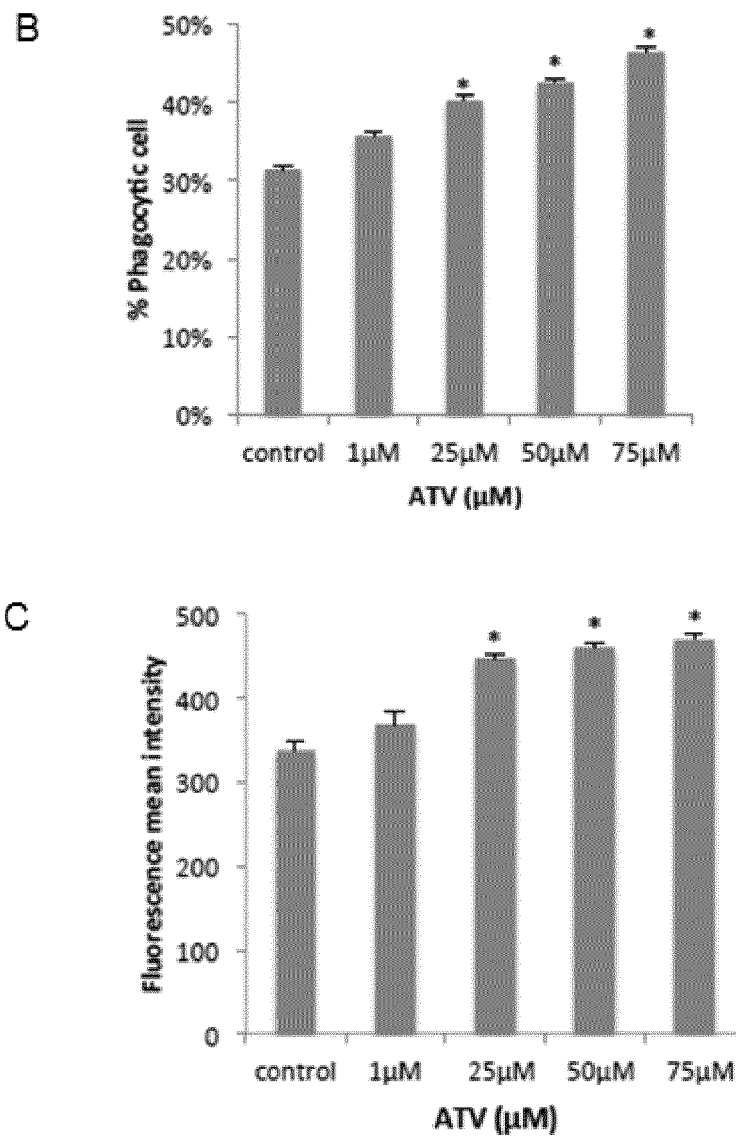 B
50%
40%
30%
20%
10%
0%
% Phagocytic cell
* * *
control 1µM 25µM 50µM 75µM
ATV (µM)
C
500
400
300
200
100
0
Fluorescence mean intensity
* * *
control 1µM 25µM 50µM 75µM
ATV (µM)